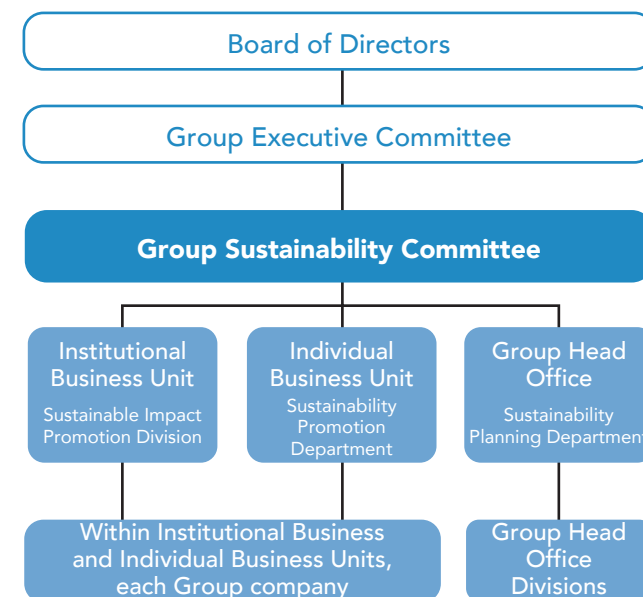 Board of Directors
Group Executive Committee
Group Sustainability Committee
Institutional
Business Unit
Sustainable Impact
Promotion Division
Individual
Business Unit
Sustainability
Promotion
Department
Group Head
Office
Sustainability
Planning Department
Within Institutional Business
and Individual Business Units,
each Group company
Group Head
Office
Divisions